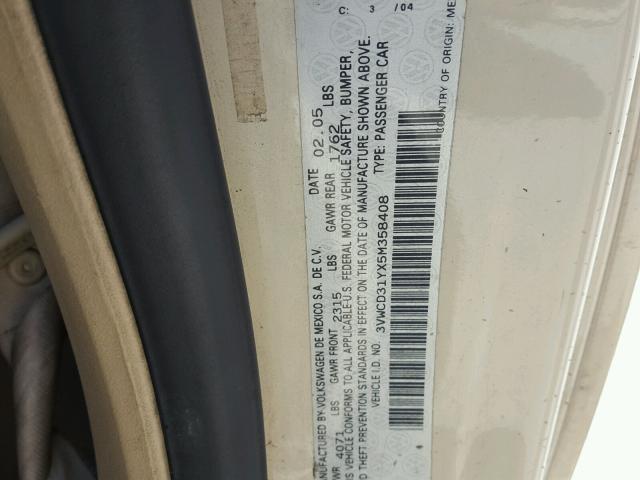 C 3 /04
MANUFACTURED BY:VOLKSWAGEN DE MEXICO S.A. DE C.V. DATE 02.05
WR 4071 LBS GAWR FRONT 2315 LBS GAWR REAR 1762 LBS
IS VEHICLE CONFORMS TO ALL APPLICABLE U.S. FEDERAL MOTOR VEHICLE SAFETY, BUMPER,
D THEFT PREVENTION STANDARDS IN EFFECT ON THE DATE OF MANUFACTURE SHOWN ABOVE.
VEHICLE I.D. NO. 3VWCD31YX5M358408 TYPE: PASSENGER CAR
COUNTRY OF ORIGIN: ME